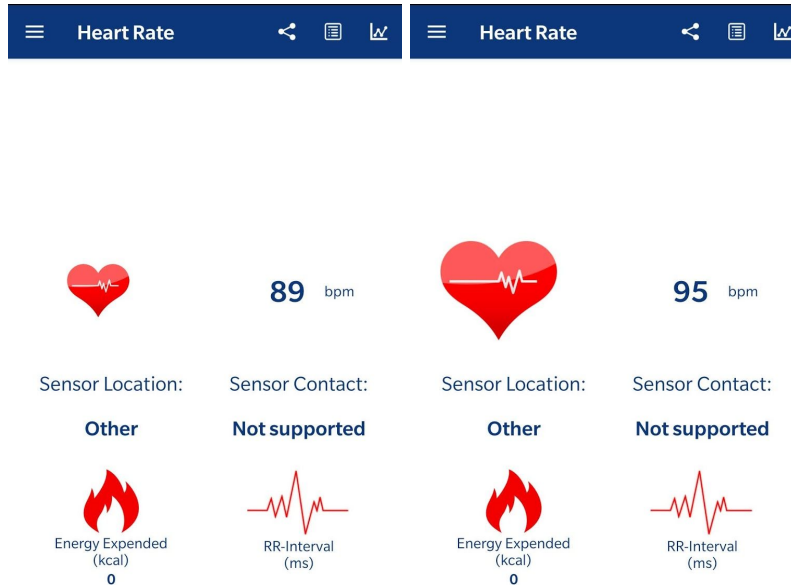 Heart Rate
89 bpm
Sensor Location:
Sensor Contact:
Other
Not supported
Energy Expended
(kcal)
0
RR-Interval
(ms)
Heart Rate
95 bpm
Sensor Location:
Sensor Contact:
Other
Not supported
Energy Expended
(kcal)
0
RR-Interval
(ms)